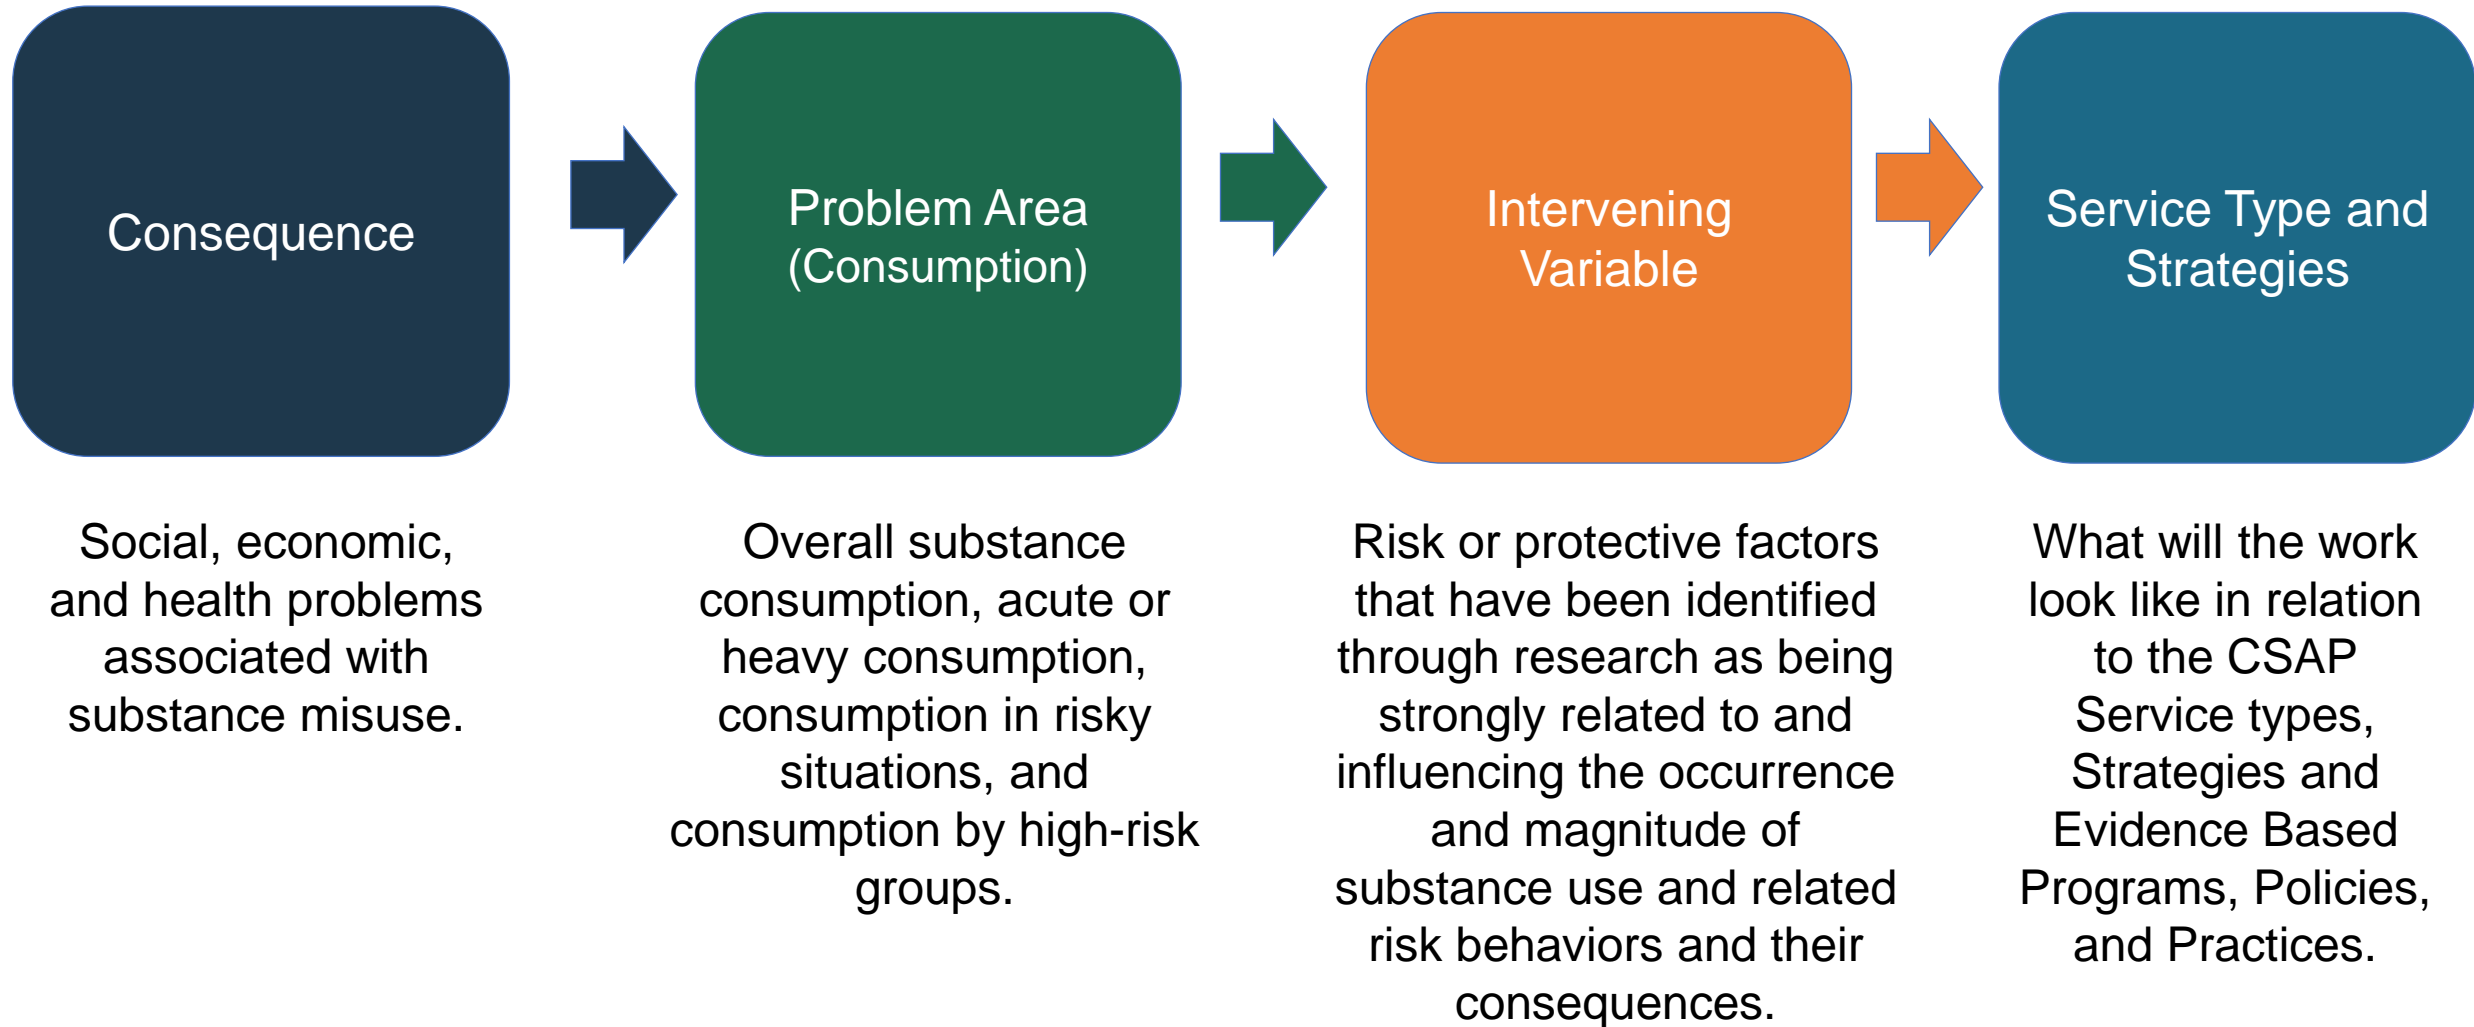 Consequence
Problem Area
(Consumption)
Intervening
Variable
Service Type and
Strategies
Social, economic,
and health problems
associated with
substance misuse.
Overall substance
consumption, acute or
heavy consumption,
consumption in risky
situations, and
consumption by high-risk
groups.
Risk or protective factors
that have been identified
through research as being
strongly related to and
influencing the occurrence
and magnitude of
substance use and related
risk behaviors and their
consequences.
What will the work
look like in relation
to the CSAP
Service types,
Strategies and
Evidence Based
Programs, Policies,
and Practices.